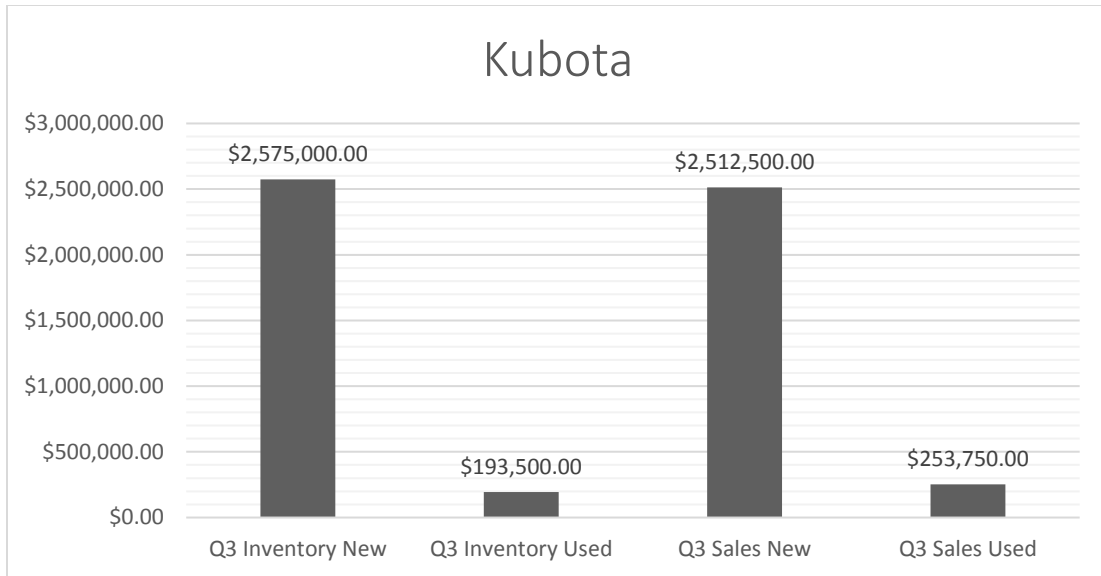 Kubota
$3,000,000.00
$2,500,000.00
$2,000,000.00
$1,500,000.00
$1,000,000.00
$500,000.00
$0.00
$2,575,000.00
$193,500.00
$2,512,500.00
$253,750.00
Q3 Inventory New
Q3 Inventory Used
Q3 Sales New
Q3 Sales Used